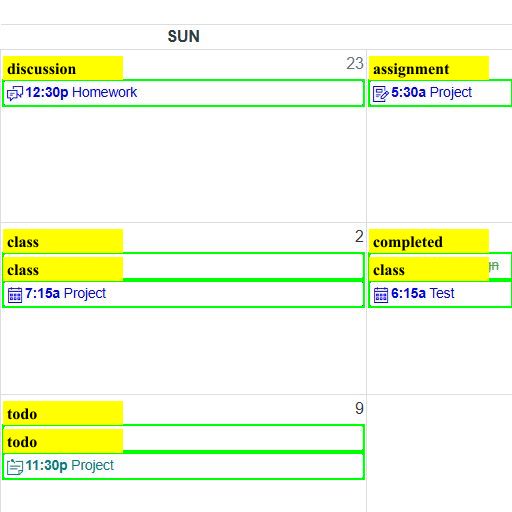 SUN
23
discussion
assignment
12:30p Homework
5:30a Project
2
class
completed
class
class
7:15a Project
6:15a Test
9
todo
todo
11:30p Project